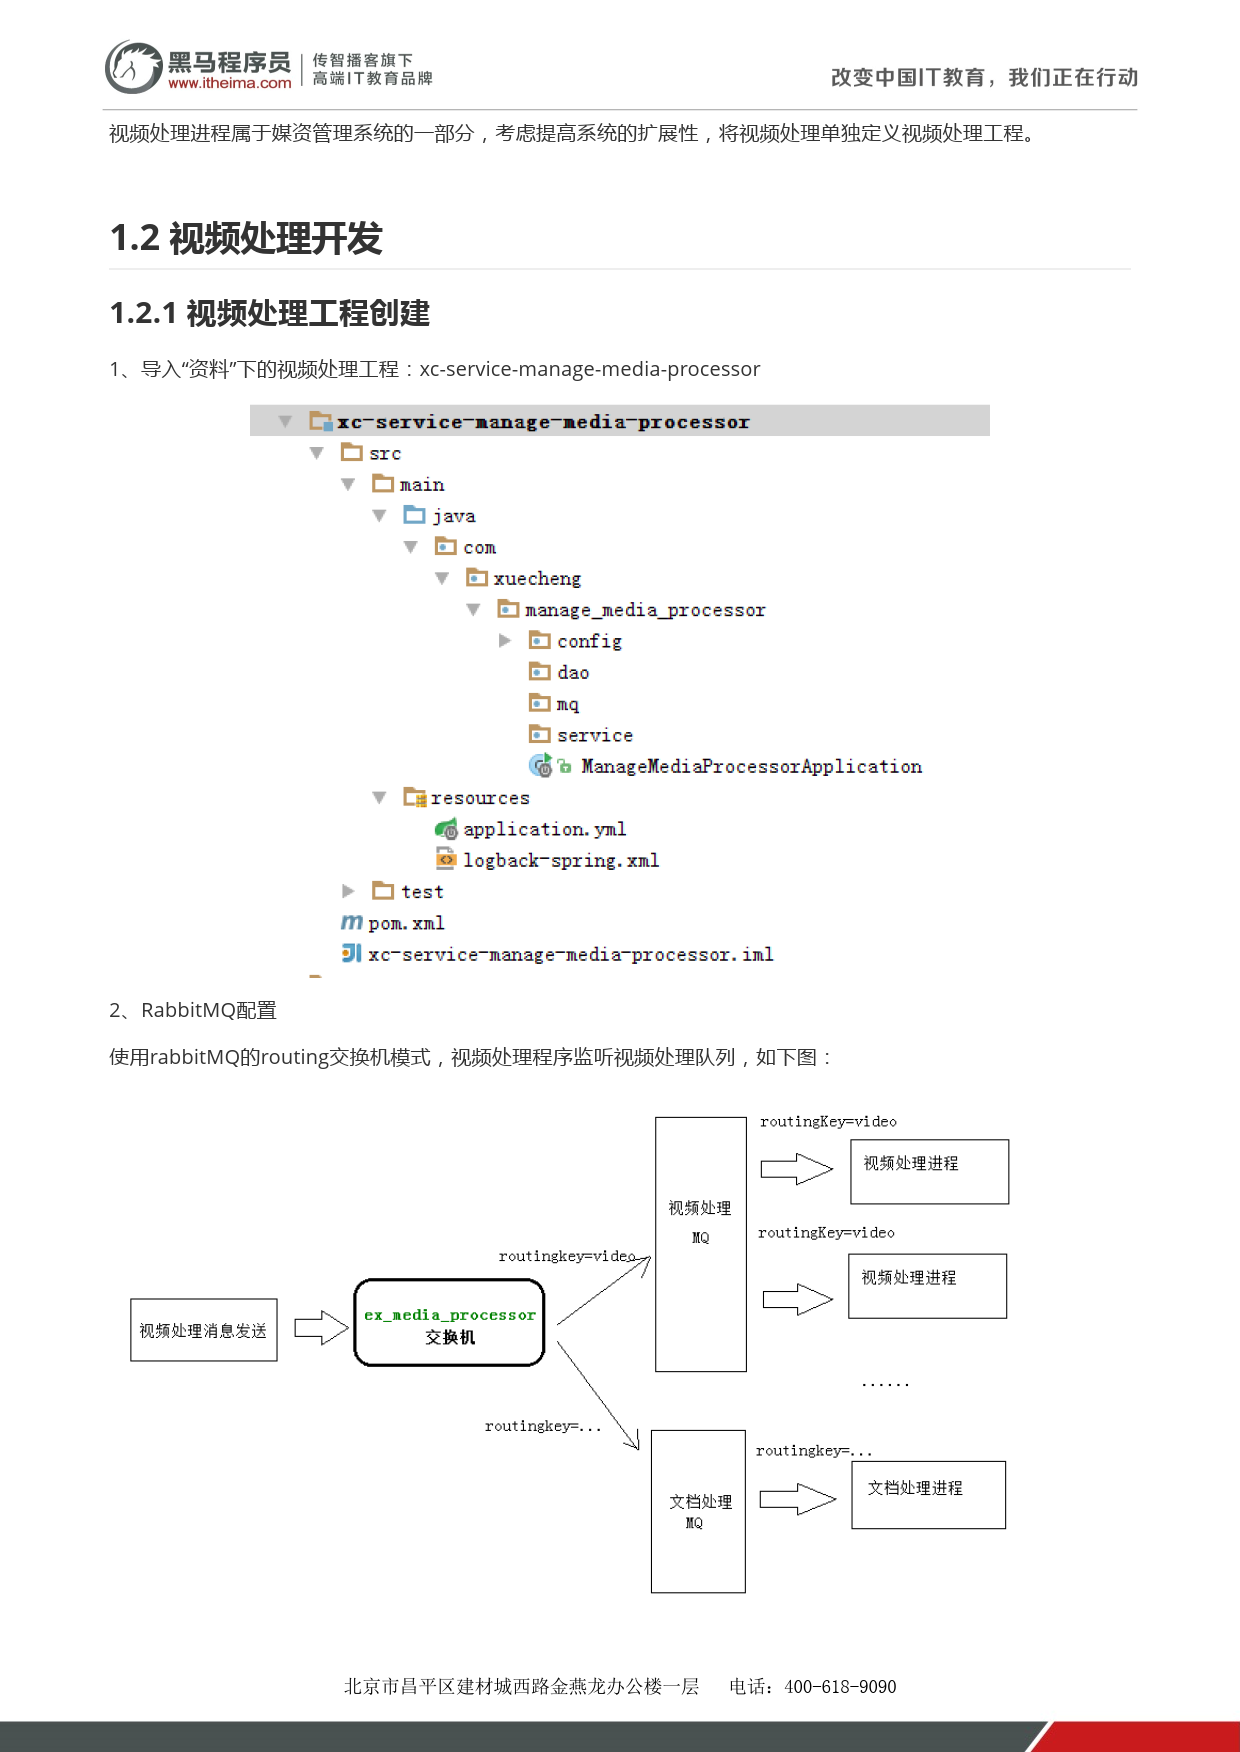 黑马程序员
www.itheima.com
传智播客旗下
高端IT教育品牌
改变中国IT教育，我们正在行动
视频处理进程属于媒资管理系统的一部分，考虑提高系统的扩展性，将视频处理单独定义视频处理工程。
1.2 视频处理开发
1.2.1 视频处理工程创建
1、导入“资料”下的视频处理工程：xc-service-manage-media-processor
xc-service-manage-media-processor
src
main
java
com
xuecheng
manage_media_processor
config
dao
mq
service
ManageMediaProcessorApplication
resources
application.yml
logback-spring.xml
test
pom.xml
xc-service-manage-media-processor.iml
2、RabbitMQ配置
使用rabbitMQ的routing交换机模式，视频处理程序监听视频处理队列，如下图：
视频处理消息发送
ex_media_processor
交换机
routingkey=video
routingkey=...
视频处理
MQ
routingKey=video
视频处理进程
routingKey=video
视频处理进程
......
文档处理
MQ
routingkey=...
文档处理进程
北京市昌平区建材城西路金燕龙办公楼一层 电话：400-618-9090